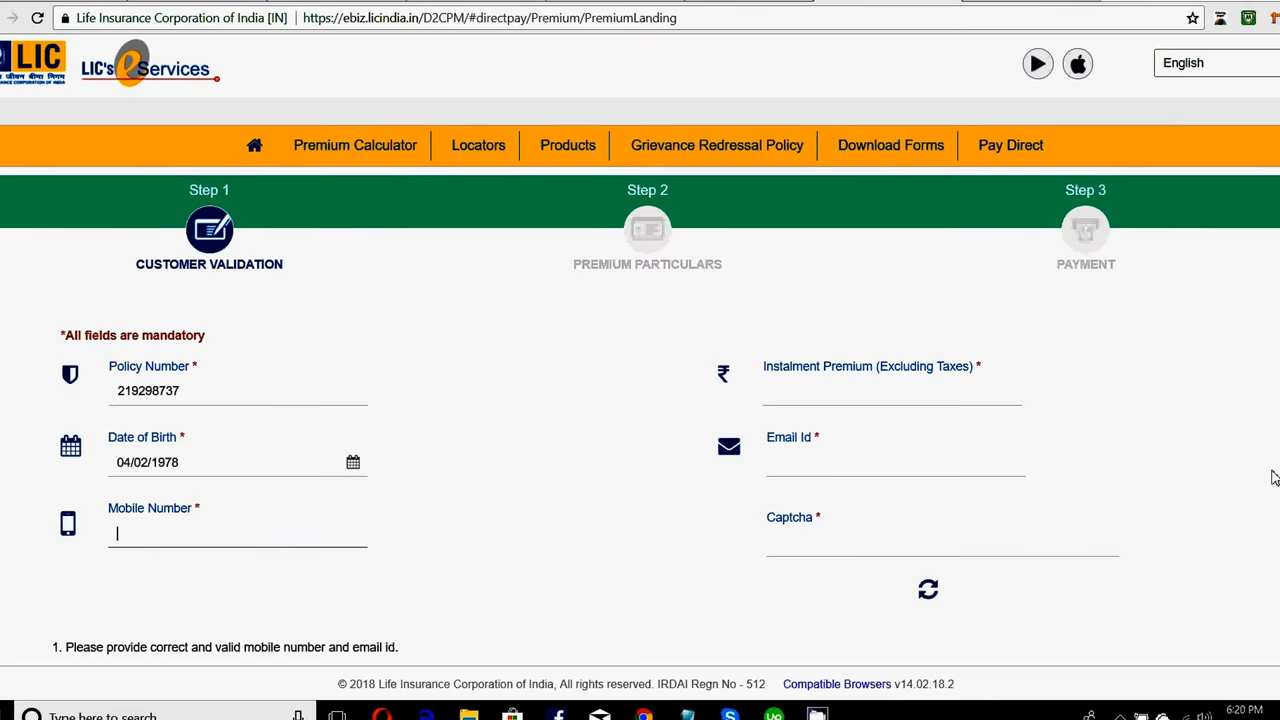 Life Insurance Corporation of India [IN] https://ebiz.licindia.in/D2CPM/#directpay/Premium/PremiumLanding
LIC
LIC's eServices
English
Premium Calculator Locators Products Grievance Redressal Policy Download Forms Pay Direct
Step 1 Step 2 Step 3
CUSTOMER VALIDATION PREMIUM PARTICULARS PAYMENT
*All fields are mandatory
Policy Number * Instalment Premium (Excluding Taxes) *
219298737
Date of Birth * Email Id *
04/02/1978
Mobile Number * Captcha *
1. Please provide correct and valid mobile number and email id.
© 2018 Life Insurance Corporation of India, All rights reserved. IRDAI Regn No - 512 Compatible Browsers v14.02.18.2
Type here to search 6:20 PM